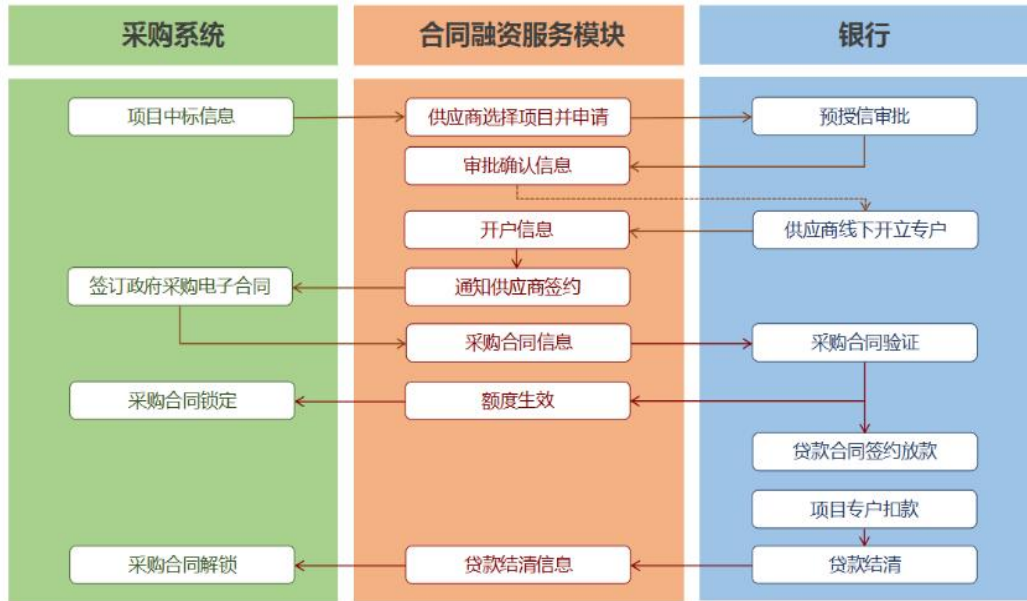 采购系统
合同融资服务模块
银行
项目中标信息
供应商选择项目并申请
预授信审批
审批确认信息
开户信息
供应商线下开立专户
签订政府采购电子合同
通知供应商签约
采购合同信息
采购合同验证
采购合同锁定
额度生效
贷款合同签约放款
项目专户扣款
采购合同解锁
贷款结清信息
贷款结清